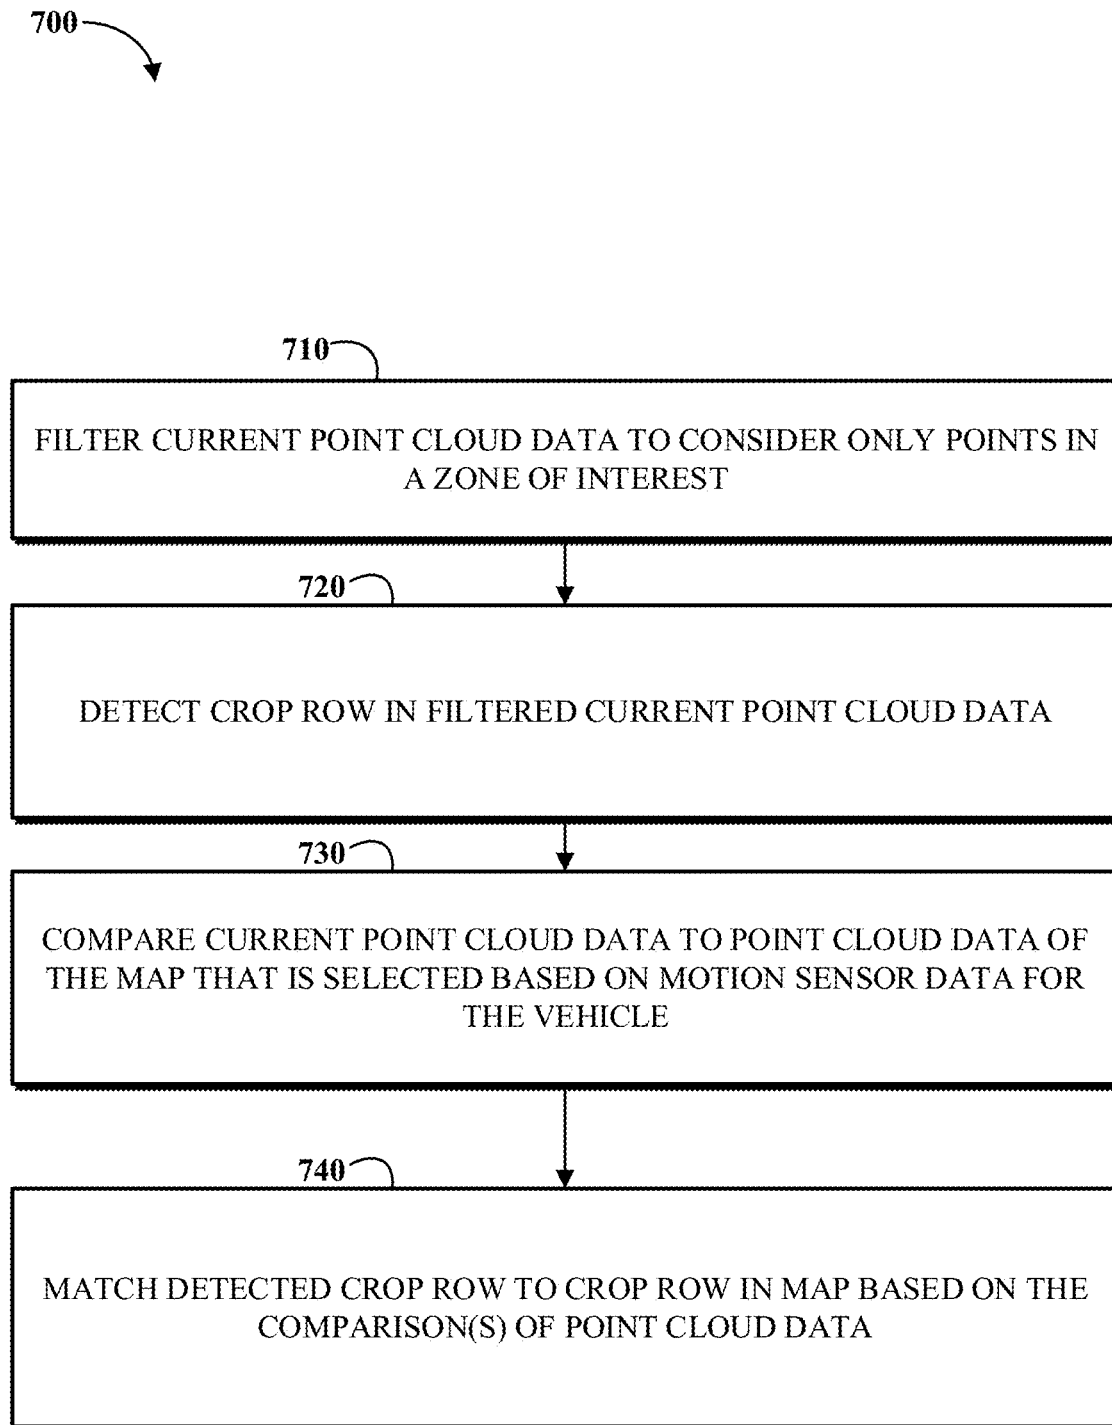 700
710
FILTER CURRENT POINT CLOUD DATA TO CONSIDER ONLY POINTS IN
A ZONE OF INTEREST
720
DETECT CROP ROW IN FILTERED CURRENT POINT CLOUD DATA
730
COMPARE CURRENT POINT CLOUD DATA TO POINT CLOUD DATA OF
THE MAP THAT IS SELECTED BASED ON MOTION SENSOR DATA FOR
THE VEHICLE
740
MATCH DETECTED CROP ROW TO CROP ROW IN MAP BASED ON THE
COMPARISON(S) OF POINT CLOUD DATA